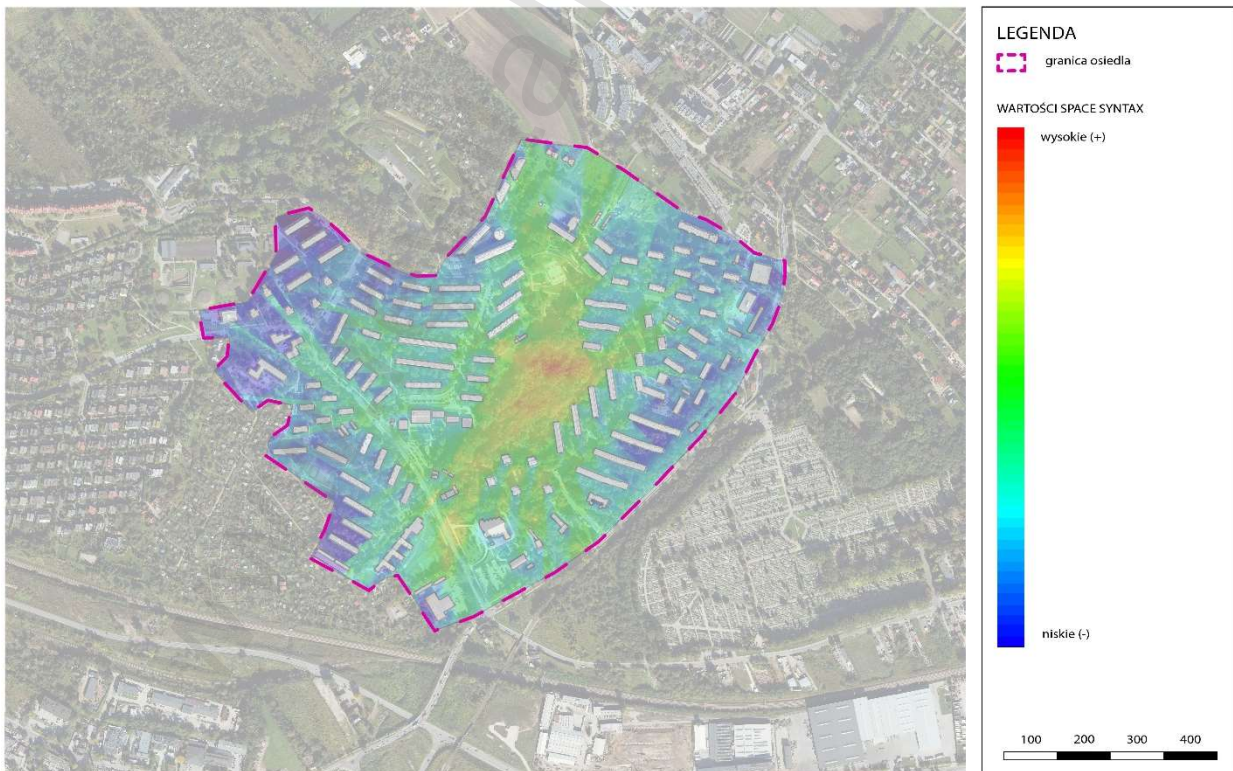 LEGENDA
granica osiedla
WARTOŚCI SPACE SYNTAX
wysokie (+)
niskie (-)
100 200 300 400